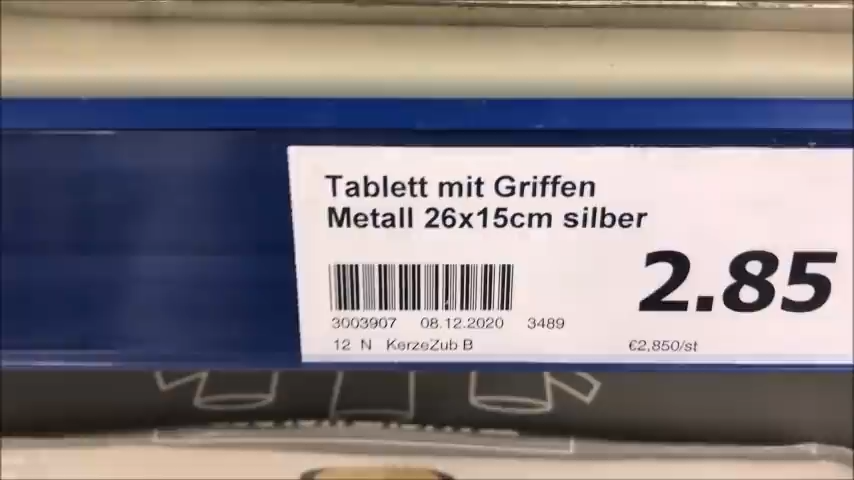 Tablett mit Griffen
Metall 26x15cm silber
2.85
3003907 08.12.2020 3489
12 N KerzeZub B
€2,850/st